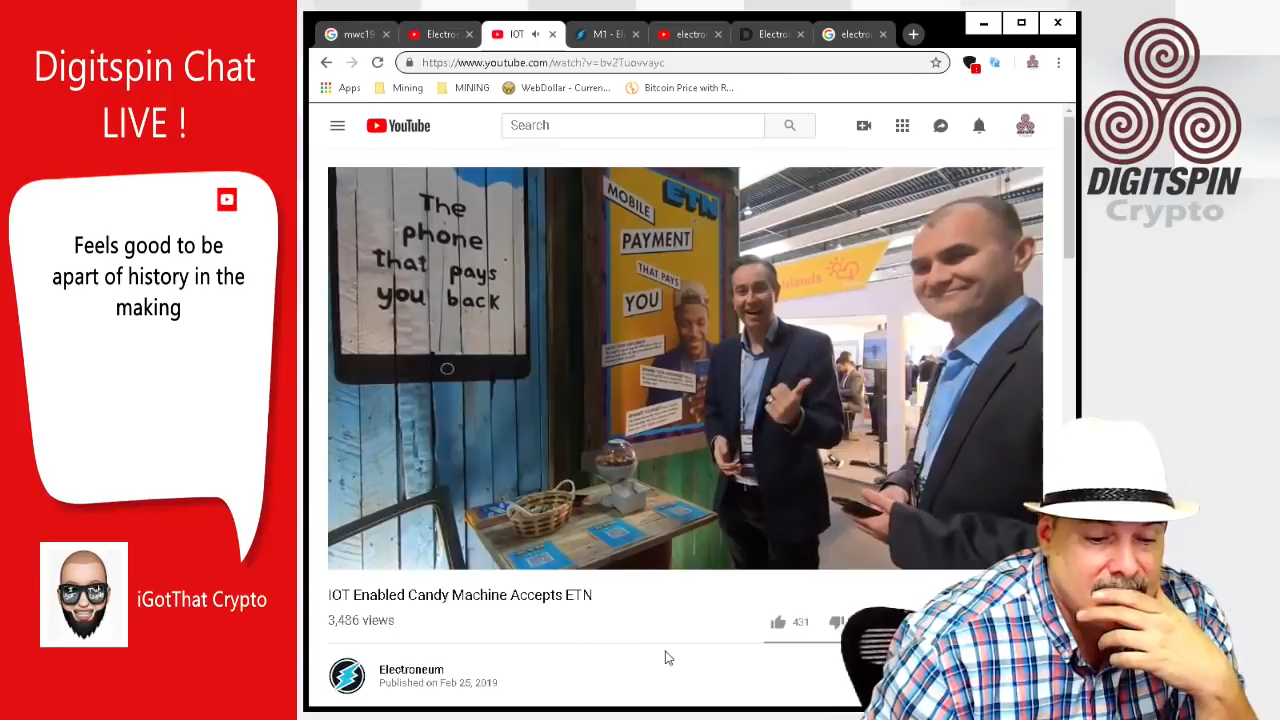 Digitspin Chat
LIVE !
Feels good to be
apart of history in the
making
iGotThat Crypto
mwc19
Electro
IOT
M1 - El
electro
Electro
electro
https://www.youtube.com/watch?v=bv2Tuovvayc
Apps
Mining
MINING
WebDollar - Curren...
Bitcoin Price with R...
YouTube
Search
The
phone
that pays
you back
MOBILE
ETN
PAYMENT
THAT PAYS
YOU
islands
IOT Enabled Candy Machine Accepts ETN
3,486 views
431
Electroneum
Published on Feb 25, 2019
DIGITSPIN
Crypto